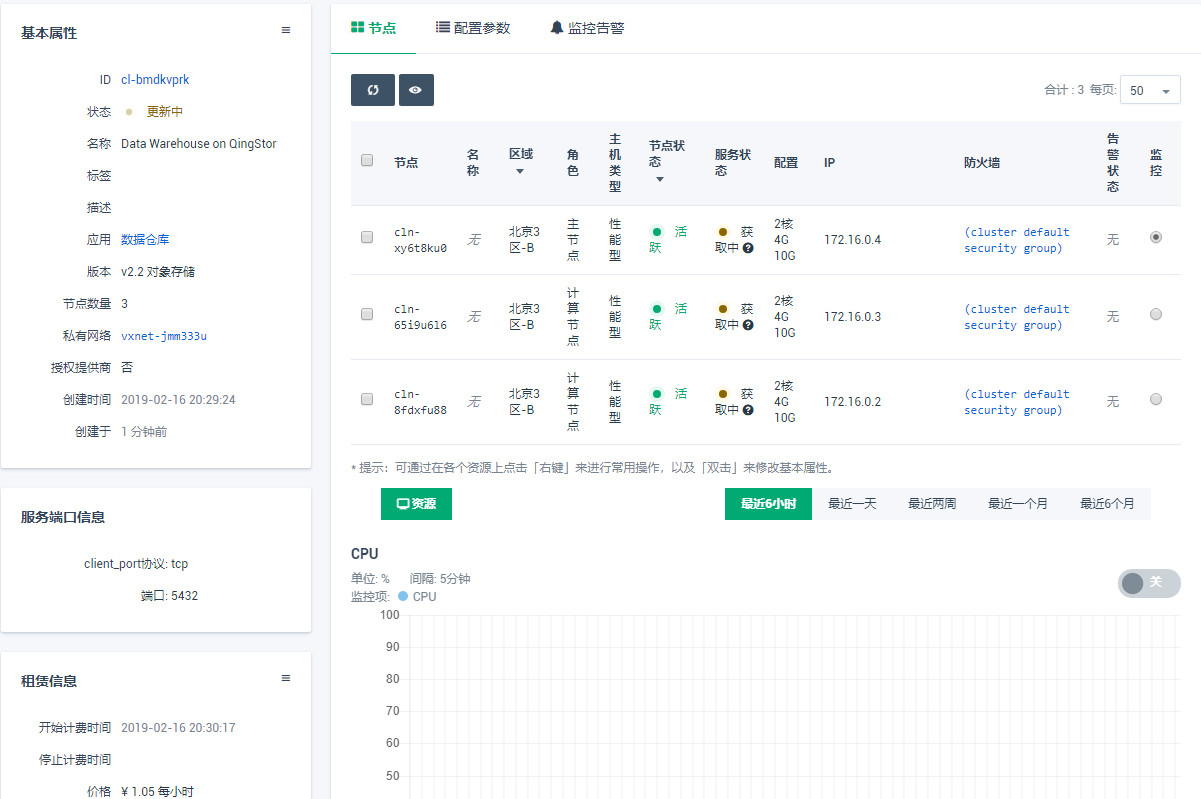 基本属性
ID cl-bmdkvprk
状态 更新中
名称 Data Warehouse on QingStor
标签
描述
应用 数据仓库
版本 v2.2 对象存储
节点数量 3
私有网络 vxnet-jmm333u
授权提供商 否
创建时间 2019-02-16 20:29:24
创建于 1 分钟前
服务端口信息
client_port协议: tcp
端口: 5432
租赁信息
开始计费时间 2019-02-16 20:30:17
停止计费时间
价格 ¥ 1.05 每小时
节点 配置参数 监控告警
合计 : 3 每页: 50
节点 名称 区域 角色 主机类型 节点状态 服务状态 配置 IP 防火墙 告警状态 监控
cln-xy6t8ku0 无 北京3区-B 主节点 性能型 活跃 获取中 2核 4G 10G 172.16.0.4 (cluster default security group) 无
cln-65i9u6l6 无 北京3区-B 计算节点 性能型 活跃 获取中 2核 4G 10G 172.16.0.3 (cluster default security group) 无
cln-8fdxfu88 无 北京3区-B 计算节点 性能型 活跃 获取中 2核 4G 10G 172.16.0.2 (cluster default security group) 无
* 提示：可通过在各个资源上点击「右键」来进行常用操作，以及「双击」来修改基本属性。
资源 最近6小时 最近一天 最近两周 最近一个月 最近6个月
CPU
单位: % 间隔: 5分钟
关
监控项: CPU
100
90
80
70
60
50